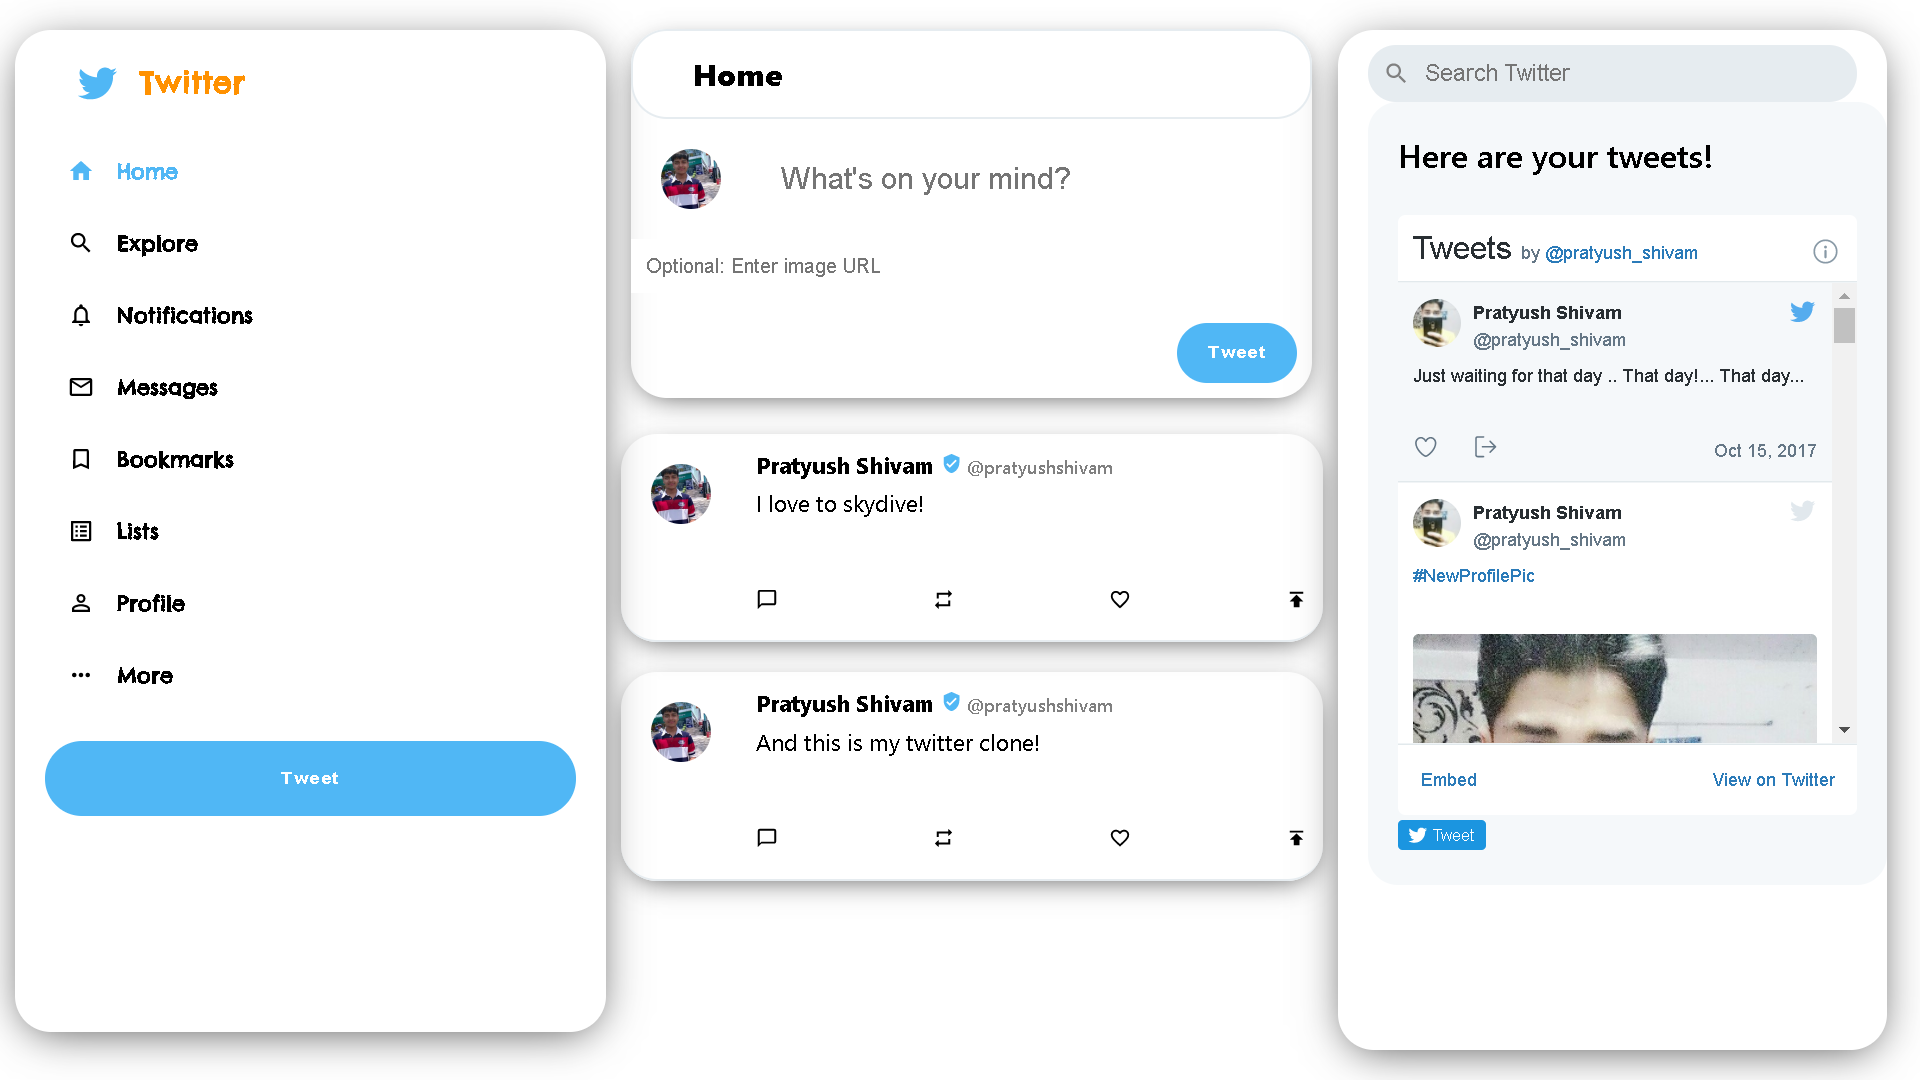 Twitter
Home
Explore
Notifications
Messages
Bookmarks
Lists
Profile
More
Tweet
Home
What's on your mind?
Optional: Enter image URL
Tweet
Pratyush Shivam @pratyushshivam
I love to skydive!
Pratyush Shivam @pratyushshivam
And this is my twitter clone!
Search Twitter
Here are your tweets!
Tweets by @pratyush_shivam
Pratyush Shivam
@pratyush_shivam
Just waiting for that day .. That day!... That day...
Oct 15, 2017
Pratyush Shivam
@pratyush_shivam
#NewProfilePic
Embed View on Twitter
Tweet